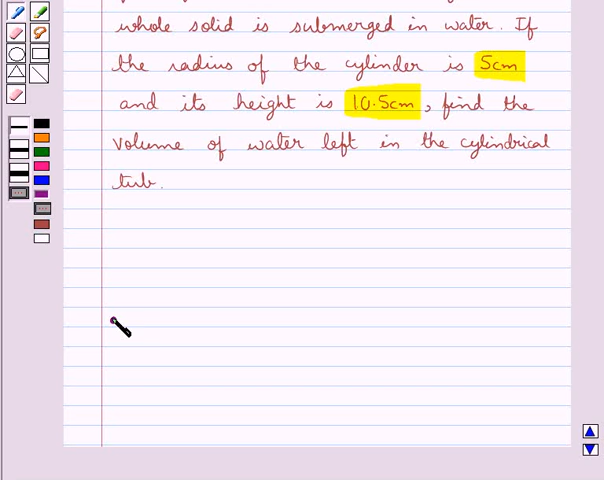 whole solid is submerged in water. If
the radius of the cylinder is 5cm
and its height is 10.5cm, find the
volume of water left in the cylindrical
tub.